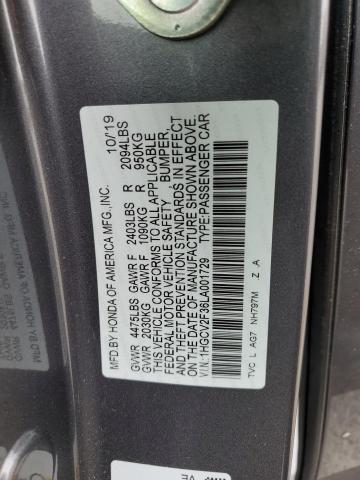 MFD.BY HONDA OF AMERICA MFG.,INC. 10/19
GVWR 4475LBS GAWR F 2403LBS R 2094LBS
GVWR 2030KG GAWR F 1090KG R 950KG
THIS VEHICLE CONFORMS TO ALL APPLICABLE
FEDERAL MOTOR VEHICLE SAFETY , BUMPER,
AND THEFT PREVENTION STANDARDS IN EFFECT
ON THE DATE OF MANUFACTURE SHOWN ABOVE.
V I N:1HGCV2F36LA001729 TYPE:PASSENGER CAR
TVC L AG7 NH797M Z A